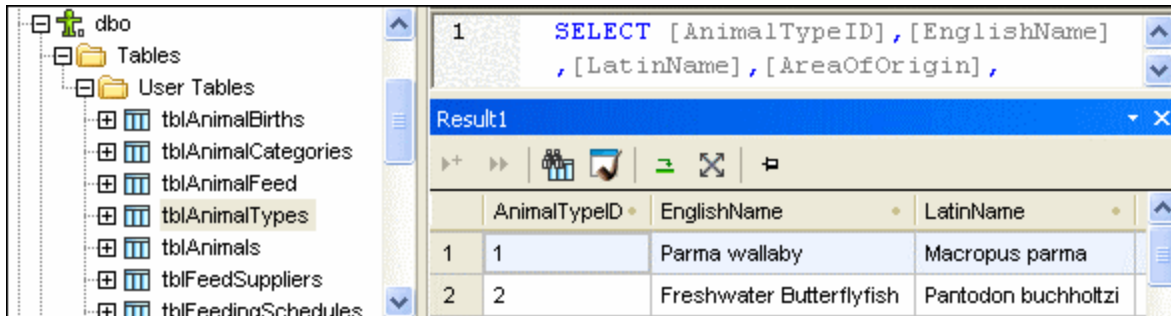 dbo
Tables
User Tables
tblAnimalBirths
tblAnimalCategories
tblAnimalFeed
tblAnimalTypes
tblAnimals
tblFeedSuppliers
tblFeedingSchedules
1 SELECT [AnimalTypeID],[EnglishName]
,[LatinName],[AreaOfOrigin],
Result1
AnimalTypeID EnglishName LatinName
1 1 Parma wallaby Macropus parma
2 2 Freshwater Butterflyfish Pantodon buchholtzi